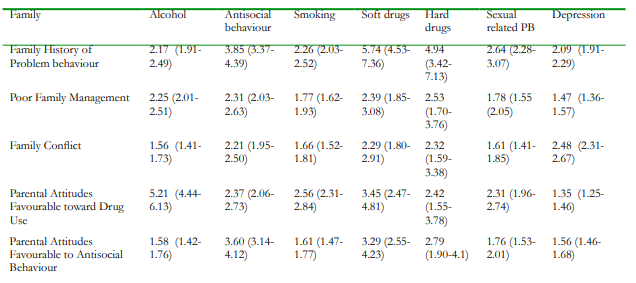 Family Alcohol Antisocial behaviour Smoking Soft drugs Hard drugs Sexual related PB Depression
Family History of Problem behaviour 2.17 (1.91-2.49) 3.85 (3.37-4.39) 2.26 (2.03-2.52) 5.74 (4.53-7.36) 4.94 (3.42-7.13) 2.64 (2.28-3.07) 2.09 (1.91-2.29)
Poor Family Management 2.25 (2.01-2.51) 2.31 (2.03-2.63) 1.77 (1.62-1.93) 2.39 (1.85-3.08) 2.53 (1.70-3.76) 1.78 (1.55 (2.05) 1.47 (1.36-1.57)
Family Conflict 1.56 (1.41-1.73) 2.21 (1.95-2.50) 1.66 (1.52-1.81) 2.29 (1.80-2.91) 2.32 (1.59-3.38) 1.61 (1.41-1.85) 2.48 (2.31-2.67)
Parental Attitudes Favourable toward Drug Use 5.21 (4.44-6.13) 2.37 (2.06-2.73) 2.56 (2.31-2.84) 3.45 (2.47-4.81) 2.42 (1.55-3.78) 2.31 (1.96-2.74) 1.35 (1.25-1.46)
Parental Attitudes Favourable to Antisocial Behaviour 1.58 (1.42-1.76) 3.60 (3.14-4.12) 1.61 (1.47-1.77) 3.29 (2.55-4.23) 2.79 (1.90-4.1) 1.76 (1.53-2.01) 1.56 (1.46-1.68)